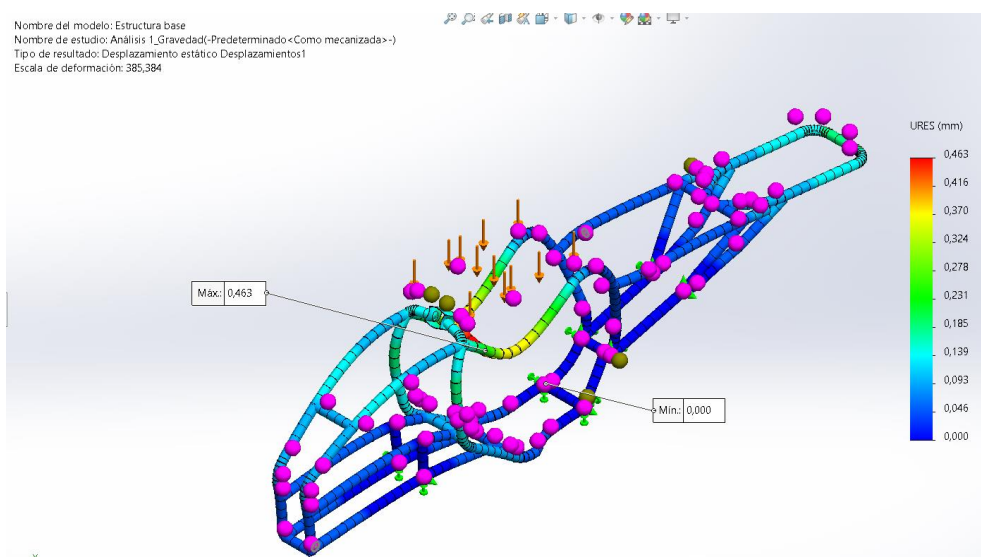 Nombre del modelo: Estructura base
Nombre de estudio: Análisis 1_Gravedad(-Predeterminado<Como mecanizada>-)
Tipo de resultado: Desplazamiento estático Desplazamientos1
Escala de deformación: 385,384
URES (mm)
0,463
0,416
0,370
0,324
0,278
0,231
0,185
0,139
0,093
0,046
0,000
Máx.: 0,463
Mín.: 0,000